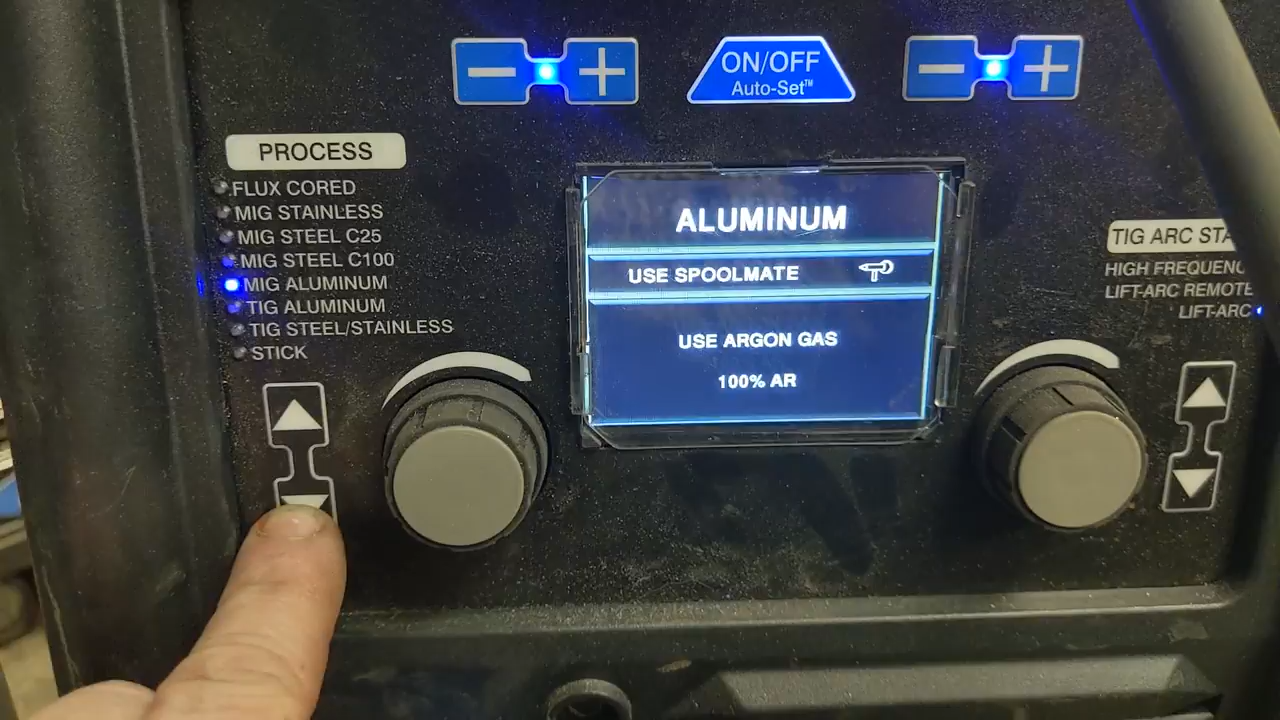 ON/OFF
Auto-Set™
PROCESS
FLUX CORED
MIG STAINLESS
MIG STEEL C25
MIG STEEL C100
MIG ALUMINUM
TIG ALUMINUM
TIG STEEL/STAINLESS
STICK
ALUMINUM
USE SPOOLMATE
USE ARGON GAS
100% AR
TIG ARC STA
HIGH FREQUENC
LIFT-ARC REMOTE
LIFT-ARC